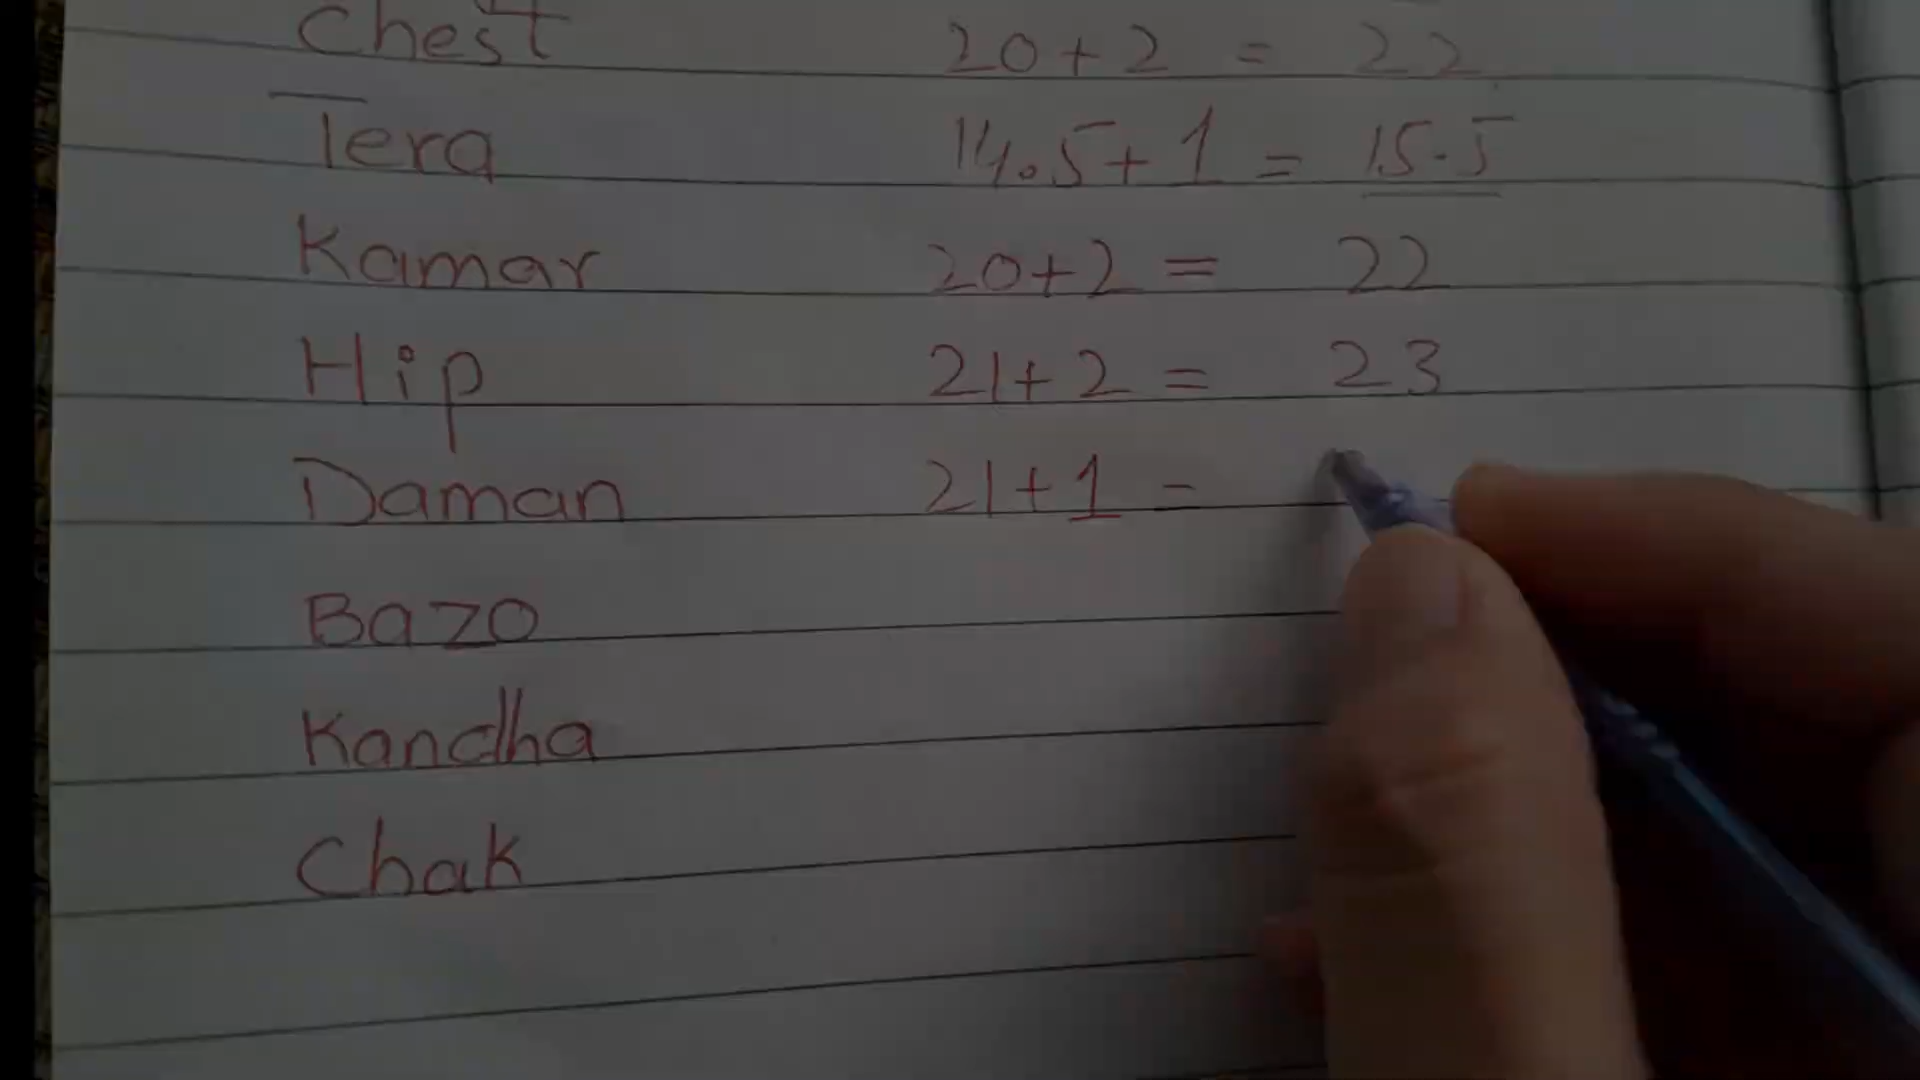 Chest 20+2 = 22
Tera 14.5+1 = 15.5
Kamar 20+2 = 22
Hip 21+2 = 23
Daman 21+1 =
Bazo
Kandha
Chak